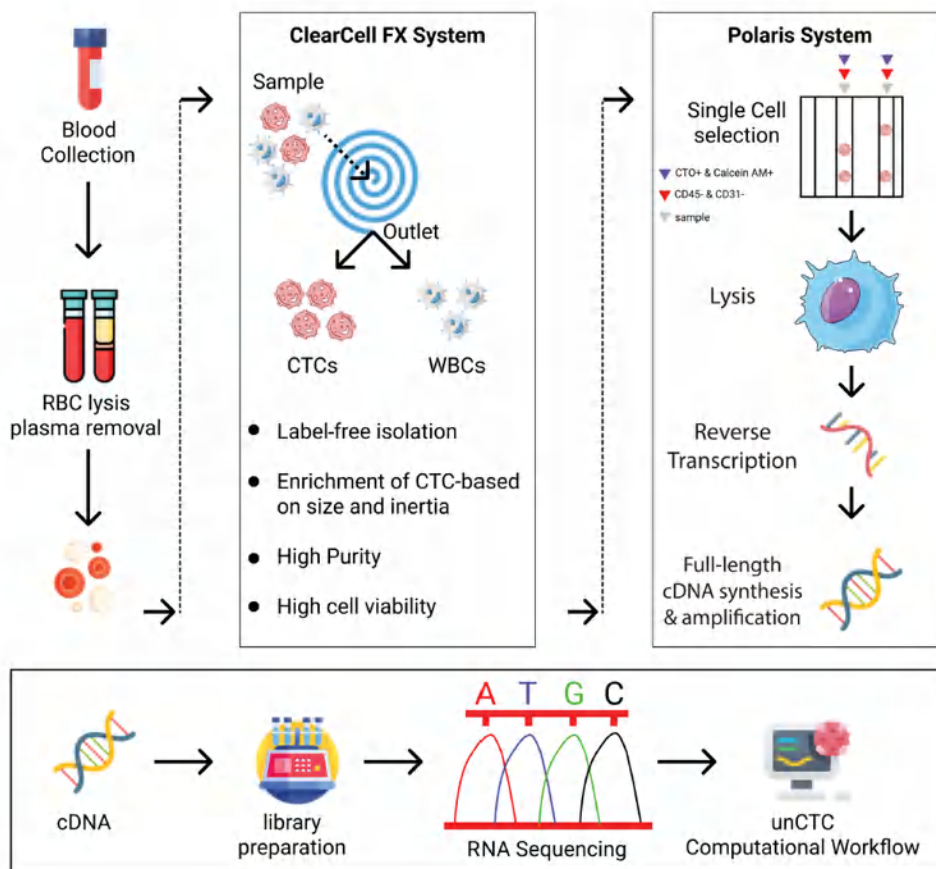 Blood
Collection
RBC lysis
plasma removal
ClearCell FX System
Sample
Outlet
CTCs
WBCs
Label-free isolation
Enrichment of CTC-based
on size and inertia
High Purity
High cell viability
Polaris System
Single Cell
selection
CTO+ & Calcein AM+
CD45- & CD31-
sample
Lysis
Reverse
Transcription
Full-length
cDNA synthesis
& amplification
cDNA
library
preparation
A T G C
RNA Sequencing
unCTC
Computational Workflow